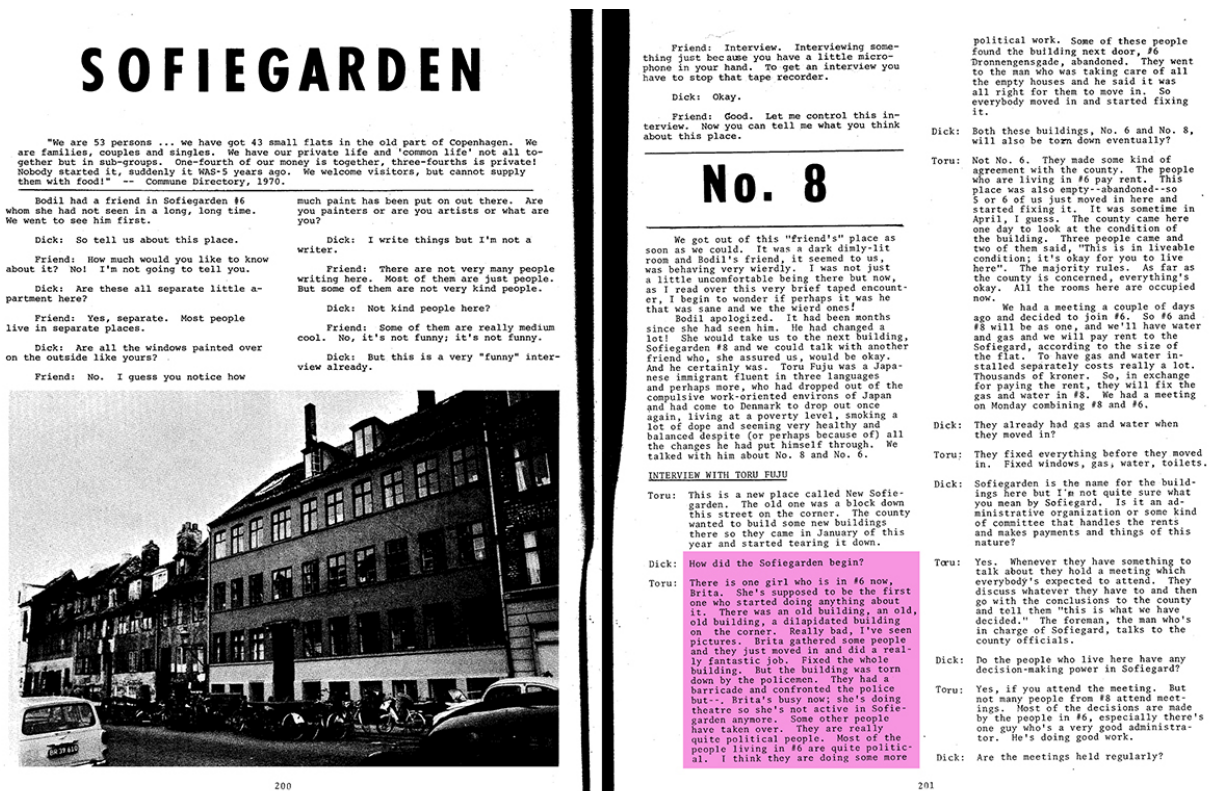 SOFIEGARDEN
"We are 53 persons ... we have got 43 small flats in the old part of Copenhagen. We
are families, couples and singles. We have our private life and 'common life' not all to-
gether but in sub-groups. One-fourth of our money is together, three-fourths is private!
Nobody started it, suddenly it WAS-5 years ago. We welcome visitors, but cannot supply
them with food!" -- Commune Directory, 1970.
Bodil had a friend in Sofiegarden #6
whom she had not seen in a long, long time.
We went to see him first.
Dick: So tell us about this place.
Friend: How much would you like to know
about it? No! I'm not going to tell you.
Dick: Are these all separate little a-
partment here?
Friend: Yes, separate. Most people
live in separate places.
Dick: Are all the windows painted over
on the outside like yours?
Friend: No. I guess you notice how
much paint has been put on out there. Are
you painters or are you artists or what are
you?
Dick: I write things but I'm not a
writer.
Friend: There are not very many people
writing here. Most of them are just people.
But some of them are not very kind people.
Dick: Not kind people here?
Friend: Some of them are really medium
cool. No, it's not funny; it's not funny.
Dick: But this is a very "funny" inter-
view already.
BR 39 610
200
Friend: Interview. Interviewing some-
thing just because you have a little micro-
phone in your hand. To get an interview you
have to stop that tape recorder.
Dick: Okay.
Friend: Good. Let me control this in-
terview. Now you can tell me what you think
about this place.
No. 8
We got out of this "friend's" place as
soon as we could. It was a dark dimly-lit
room and Bodil's friend, it seemed to us,
was behaving very wierdly. I was not just
a little uncomfortable being there but now,
as I read over this very brief taped encount-
er, I begin to wonder if perhaps it was he
that was sane and we the wierd ones!
Bodil apologized. It had been months
since she had seen him. He had changed a
lot! She would take us to the next building,
Sofiegarden #8 and we could talk with another
friend who, she assured us, would be okay.
And he certainly was. Toru Fuju was a Japa-
nese immigrant fluent in three languages
and perhaps more, who had dropped out of the
compulsive work-oriented environs of Japan
and had come to Denmark to drop out once
again, living at a poverty level, smoking a
lot of dope and seeming very healthy and
balanced despite (or perhaps because of) all
the changes he had put himself through. We
talked with him about No. 8 and No. 6.
INTERVIEW WITH TORU FUJU
Toru: This is a new place called New Sofie-
garden. The old one was a block down
this street on the corner. The county
wanted to build some new buildings
there so they came in January of this
year and started tearing it down.
Dick: How did the Sofiegarden begin?
Toru: There is one girl who is in #6 now,
Brita. She's supposed to be the first
one who started doing anything about
it. There was an old building, an old,
old building, a dilapidated building
on the corner. Really bad, I've seen
pictures. Brita gathered some people
and they just moved in and did a real-
ly fantastic job. Fixed the whole
building. But the building was torn
down by the policemen. They had a
barricade and confronted the police
but--. Brita's busy now; she's doing
theatre so she's not active in Sofie-
garden anymore. Some other people
have taken over. They are really
quite political people. Most of the
people living in #6 are quite politic-
al. I think they are doing some more
political work. Some of these people
found the building next door, #6
Dronnengensgade, abandoned. They went
to the man who was taking care of all
the empty houses and he said it was
all right for them to move in. So
everybody moved in and started fixing
it.
Dick: Both these buildings, No. 6 and No. 8,
will also be torn down eventually?
Toru: Not No. 6. They made some kind of
agreement with the county. The people
who are living in #6 pay rent. This
place was also empty--abandoned--so
5 or 6 of us just moved in here and
started fixing it. It was sometime in
April, I guess. The county came here
one day to look at the condition of
the building. Three people came and
two of them said, "This is in liveable
condition; it's okay for you to live
here". The majority rules. As far as
the county is concerned, everything's
okay. All the rooms here are occupied
now.
We had a meeting a couple of days
ago and decided to join #6. So #6 and
#8 will be as one, and we'll have water
and gas and we will pay rent to the
Sofiegard, according to the size of
the flat. To have gas and water in-
stalled separately costs really a lot.
Thousands of kroner. So, in exchange
for paying the rent, they will fix the
gas and water in #8. We had a meeting
on Monday combining #8 and #6.
Dick: They already had gas and water when
they moved in?
Toru: They fixed everything before they moved
in. Fixed windows, gas, water, toilets.
Dick: Sofiegarden is the name for the build-
ings here but I'm not quite sure what
you mean by Sofiegard. Is it an ad-
ministrative organization or some kind
of committee that handles the rents
and makes payments and things of this
nature?
Toru: Yes. Whenever they have something to
talk about they hold a meeting which
everybody's expected to attend. They
discuss whatever they have to and then
go with the conclusions to the county
and tell them "this is what we have
decided." The foreman, the man who's
in charge of Sofiegard, talks to the
county officials.
Dick: Do the people who live here have any
decision-making power in Sofiegard?
Toru: Yes, if you attend the meeting. But
not many people from #8 attend meet-
ings. Most of the decisions are made
by the people in #6, especially there's
one guy who's a very good administra-
tor. He's doing good work.
Dick: Are the meetings held regularly?
201